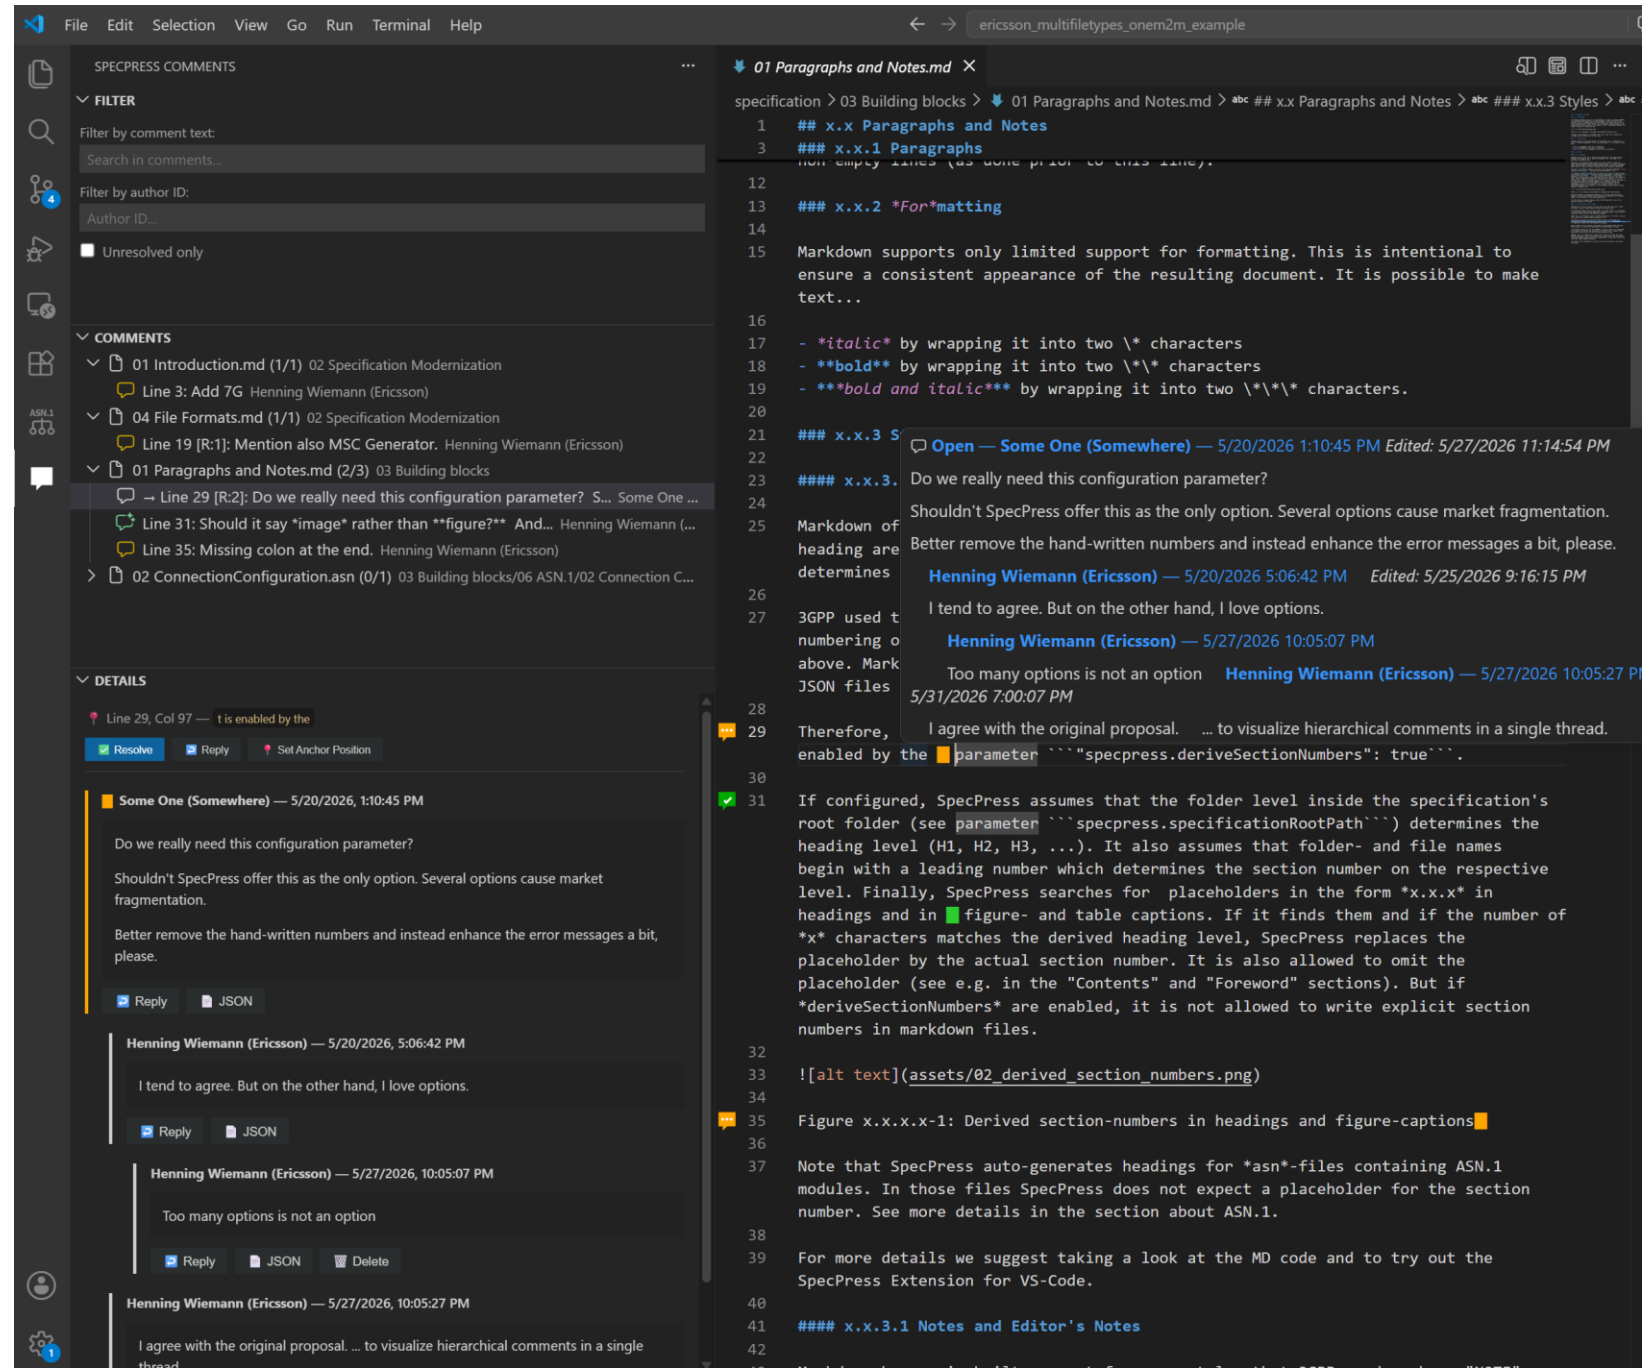 File Edit Selection View Go Run Terminal Help
ericsson_multifiletypes_onem2m_example
SPECPRESS COMMENTS
FILTER
Filter by comment text:
Search in comments...
Filter by author ID:
Author ID...
Unresolved only
4
ASN.1
COMMENTS
01 Introduction.md (1/1) 02 Specification Modernization
Line 3: Add 7G Henning Wiemann (Ericsson)
04 File Formats.md (1/1) 02 Specification Modernization
Line 19 [R:1]: Mention also MSC Generator. Henning Wiemann (Ericsson)
01 Paragraphs and Notes.md (2/3) 03 Building blocks
→ Line 29 [R:2]: Do we really need this configuration parameter? S... Some One ...
Line 31: Should it say *image* rather than **figure?** And... Henning Wiemann (...
Line 35: Missing colon at the end. Henning Wiemann (Ericsson)
02 ConnectionConfiguration.asn (0/1) 03 Building blocks/06 ASN.1/02 Connection C...
DETAILS
Line 29, Col 97 — t is enabled by the
Resolve Reply Set Anchor Position
Some One (Somewhere) — 5/20/2026, 1:10:45 PM
Do we really need this configuration parameter?
Shouldn't SpecPress offer this as the only option. Several options cause market
fragmentation.
Better remove the hand-written numbers and instead enhance the error messages a bit,
please.
Reply JSON
Henning Wiemann (Ericsson) — 5/20/2026, 5:06:42 PM
I tend to agree. But on the other hand, I love options.
Reply JSON
Henning Wiemann (Ericsson) — 5/27/2026, 10:05:07 PM
Too many options is not an option
Reply JSON Delete
Henning Wiemann (Ericsson) — 5/27/2026, 10:05:27 PM
I agree with the original proposal. ... to visualize hierarchical comments in a single
thread
1
01 Paragraphs and Notes.md
specification > 03 Building blocks > 01 Paragraphs and Notes.md > abc ## x.x Paragraphs and Notes > abc ### x.x.3 Styles > abc
1 ## x.x Paragraphs and Notes
3 ### x.x.1 Paragraphs
non-empty lines (as done prior to this line).
12
13 ### x.x.2 *For*matting
14
15 Markdown supports only limited support for formatting. This is intentional to
ensure a consistent appearance of the resulting document. It is possible to make
text...
16
17 - *italic* by wrapping it into two \* characters
18 - **bold** by wrapping it into two \*\* characters
19 - ***bold and italic*** by wrapping it into two \*\*\* characters.
20
21 ### x.x.3 S
22
23 #### x.x.3.
24
25 Markdown of
heading are
determines
26
27 3GPP used t
numbering o
above. Mark
JSON files
28
Open — Some One (Somewhere) — 5/20/2026 1:10:45 PM Edited: 5/27/2026 11:14:54 PM
Do we really need this configuration parameter?
Shouldn't SpecPress offer this as the only option. Several options cause market fragmentation.
Better remove the hand-written numbers and instead enhance the error messages a bit, please.
Henning Wiemann (Ericsson) — 5/20/2026 5:06:42 PM Edited: 5/25/2026 9:16:15 PM
I tend to agree. But on the other hand, I love options.
Henning Wiemann (Ericsson) — 5/27/2026 10:05:07 PM
Too many options is not an option Henning Wiemann (Ericsson) — 5/27/2026 10:05:27 PM
5/31/2026 7:00:07 PM
I agree with the original proposal. ... to visualize hierarchical comments in a single thread.
29 Therefore,
enabled by the parameter ```"specpress.deriveSectionNumbers": true```.
30
31 If configured, SpecPress assumes that the folder level inside the specification's
root folder (see parameter ```specpress.specificationRootPath```) determines the
heading level (H1, H2, H3, ...). It also assumes that folder- and file names
begin with a leading number which determines the section number on the respective
level. Finally, SpecPress searches for placeholders in the form *x.x.x* in
headings and in figure- and table captions. If it finds them and if the number of
*x* characters matches the derived heading level, SpecPress replaces the
placeholder by the actual section number. It is also allowed to omit the
placeholder (see e.g. in the "Contents" and "Foreword" sections). But if
*deriveSectionNumbers* are enabled, it is not allowed to write explicit section
numbers in markdown files.
32
33 ![alt text](assets/02_derived_section_numbers.png)
34
35 Figure x.x.x.x-1: Derived section-numbers in headings and figure-captions
36
37 Note that SpecPress auto-generates headings for *asn*-files containing ASN.1
modules. In those files SpecPress does not expect a placeholder for the section
number. See more details in the section about ASN.1.
38
39 For more details we suggest taking a look at the MD code and to try out the
SpecPress Extension for VS-Code.
40
41 #### x.x.3.1 Notes and Editor's Notes
42